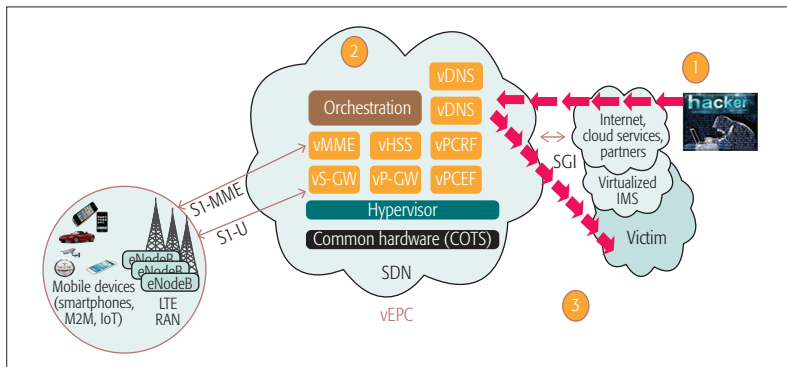 2
1
3
vDNS
vDNS
Orchestration
vMME
vHSS
vPCRF
vS-GW
vP-GW
vPCEF
Hypervisor
Common hardware (COTS)
SDN
vEPC
hacker
Internet,
cloud services,
partners
SGI
Virtualized
IMS
Victim
S1-MME
S1-U
eNodeB
eNodeB
eNodeB
Mobile devices
(smartphones,
M2M, IoT)
LTE
RAN